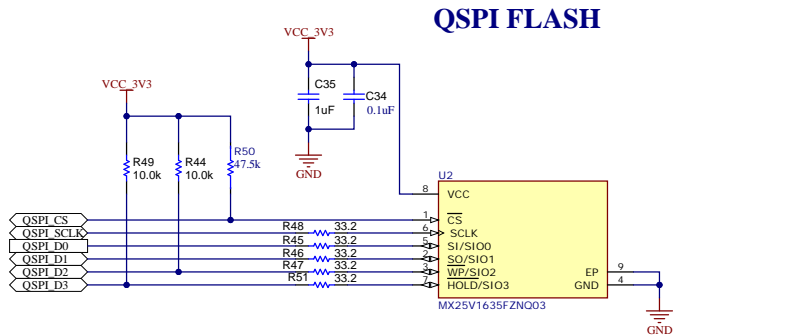 QSPI FLASH
VCC_3V3
C35
1uF
C34
0.1uF
GND
VCC_3V3
R49
10.0k
R44
10.0k
R50
47.5k
U2
8 VCC
QSPI_CS 1 CS
QSPI_SCLK R48 33.2 6 SCLK
QSPI_D0 R45 33.2 5 SI/SIO0
QSPI_D1 R46 33.2 2 SO/SIO1
QSPI_D2 R47 33.2 3 WP/SIO2
QSPI_D3 R51 33.2 7 HOLD/SIO3
EP 9
GND 4
MX25V1635FZNQ03
GND